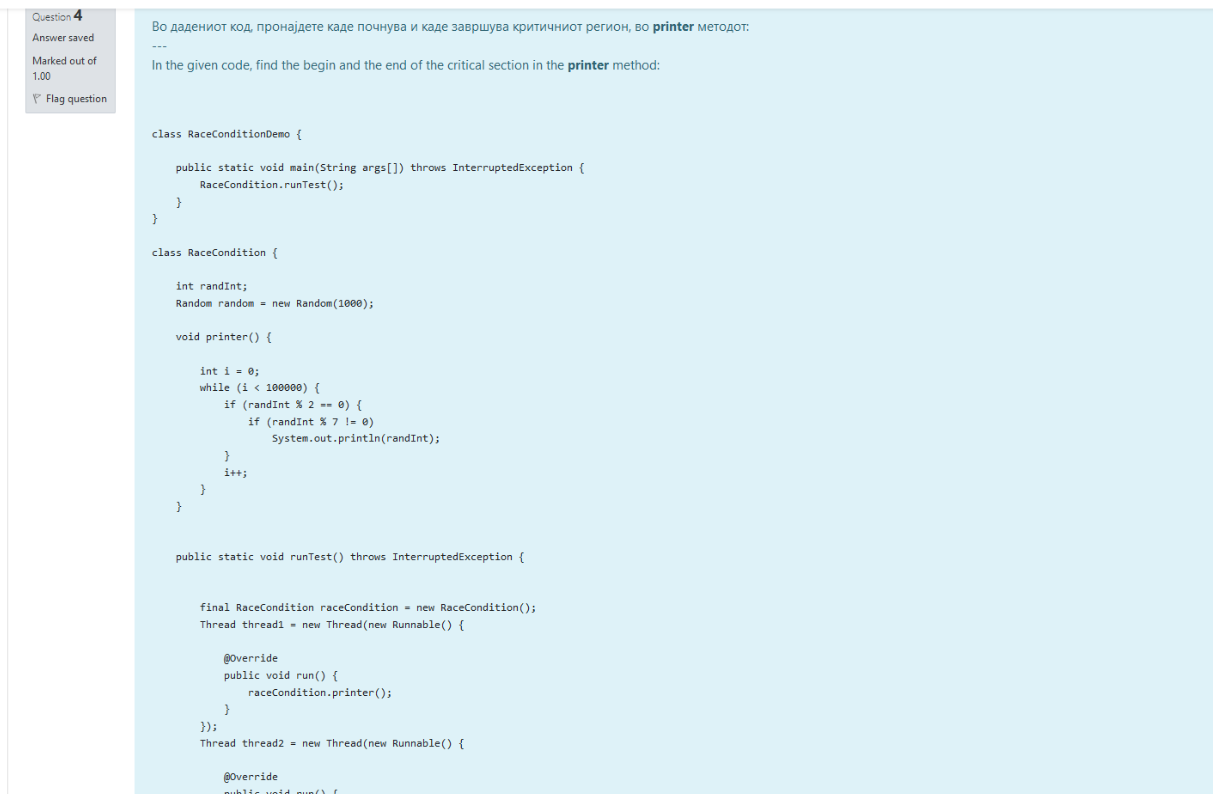 Question 4
Answer saved
Marked out of
1.00
Flag question
Во дадениот код, пронајдете каде почнува и каде завршува критичниот регион, во printer методот:
---
In the given code, find the begin and the end of the critical section in the printer method:
class RaceConditionDemo {
    public static void main(String args[]) throws InterruptedException {
        RaceCondition.runTest();
    }
}
class RaceCondition {
    int randInt;
    Random random = new Random(1000);
    void printer() {
        int i = 0;
        while (i < 100000) {
            if (randInt % 2 == 0) {
                if (randInt % 7 != 0)
                    System.out.println(randInt);
            }
            i++;
        }
    }
    public static void runTest() throws InterruptedException {
        final RaceCondition raceCondition = new RaceCondition();
        Thread thread1 = new Thread(new Runnable() {
            @Override
            public void run() {
                raceCondition.printer();
            }
        });
        Thread thread2 = new Thread(new Runnable() {
            @Override
            public void run() {